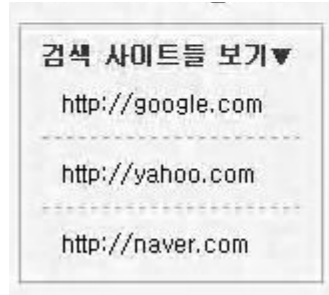 검색 사이트들 보기▼
http://google.com
http://yahoo.com
http://naver.com